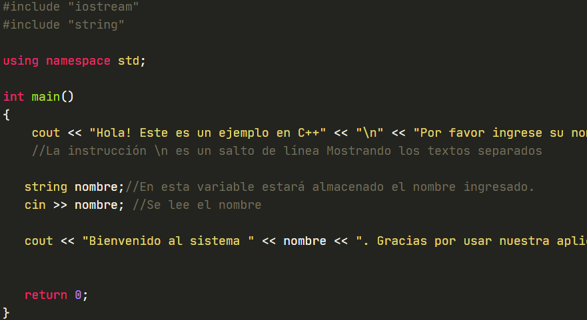 #include "iostream"
#include "string"
using namespace std;
int main()
{
cout << "Hola! Este es un ejemplo en C++" << "\n" << "Por favor ingrese su
//La instrucción \n es un salto de linea Mostrando los textos separados
string nombre;//En esta variable estará almacenado el nombre ingresado.
cin >> nombre; //Se lee el nombre
cout << "Bienvenido al sistema " << nombre << ". Gracias por usar nuestra
return 0;
}